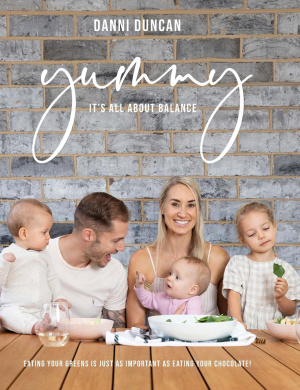 DANNI DUNCAN
yummy
IT'S ALL ABOUT BALANCE
EATING YOUR GREENS IS JUST AS IMPORTANT AS EATING YOUR CHOCOLATE!